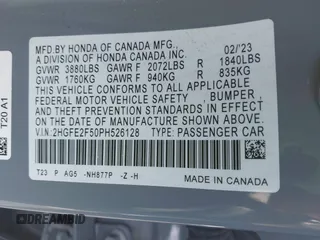 MFD.BY HONDA OF CANADA MFG., 02/'23
A DIVISION OF HONDA CANADA INC.
GVWR 3880LBS GAWR F 2072LBS R 1840LBS
GVWR 1760KG GAWR F 940KG R 835KG
THIS VEHICLE CONFORMS TO ALL APPLICABLE
FEDERAL MOTOR VEHICLE SAFETY, BUMPER,
AND THEFT PREVENTION STANDARDS IN EFFECT
ON THE DATE OF MANUFACTURE SHOWN ABOVE.
V.I.N:2HGFE2F50PH526128 TYPE: PASSENGER CAR
T23 P AG5 -NH877P -Z -H
MADE IN CANADA
T20 A1
DREAMBID